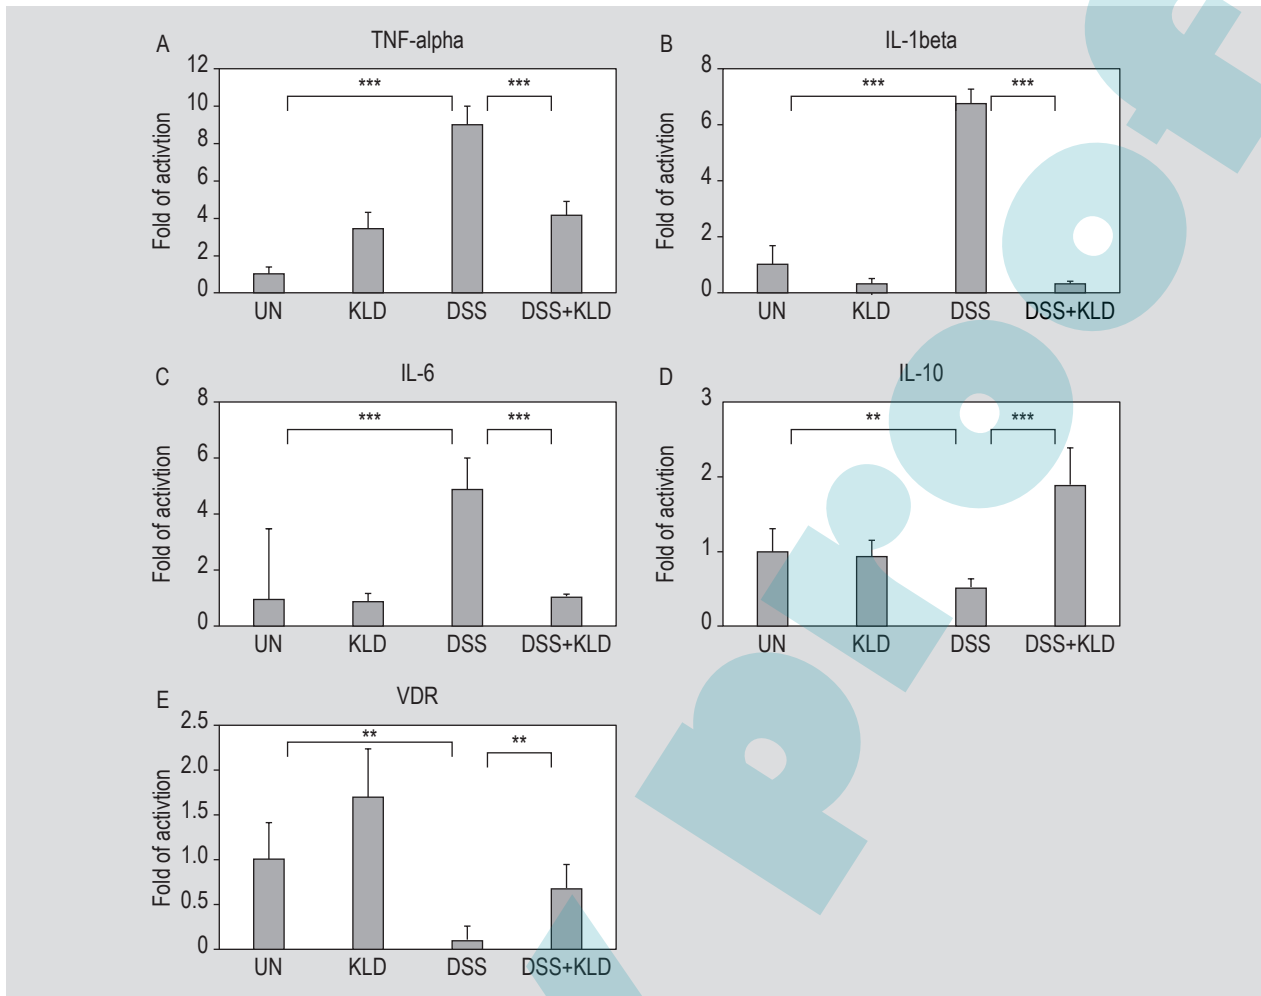 A TNF-alpha
Fold of activtion
12
10
8
6
4
2
0
*** ***
UN KLD DSS DSS+KLD
B IL-1beta
Fold of activtion
8
6
4
2
0
*** ***
UN KLD DSS DSS+KLD
C IL-6
Fold of activtion
8
6
4
2
0
*** ***
UN KLD DSS DSS+KLD
D IL-10
Fold of activtion
3
2
1
0
** ***
UN KLD DSS DSS+KLD
E VDR
Fold of activtion
2.5
2.0
1.5
1.0
0.5
0
** **
UN KLD DSS DSS+KLD
proof